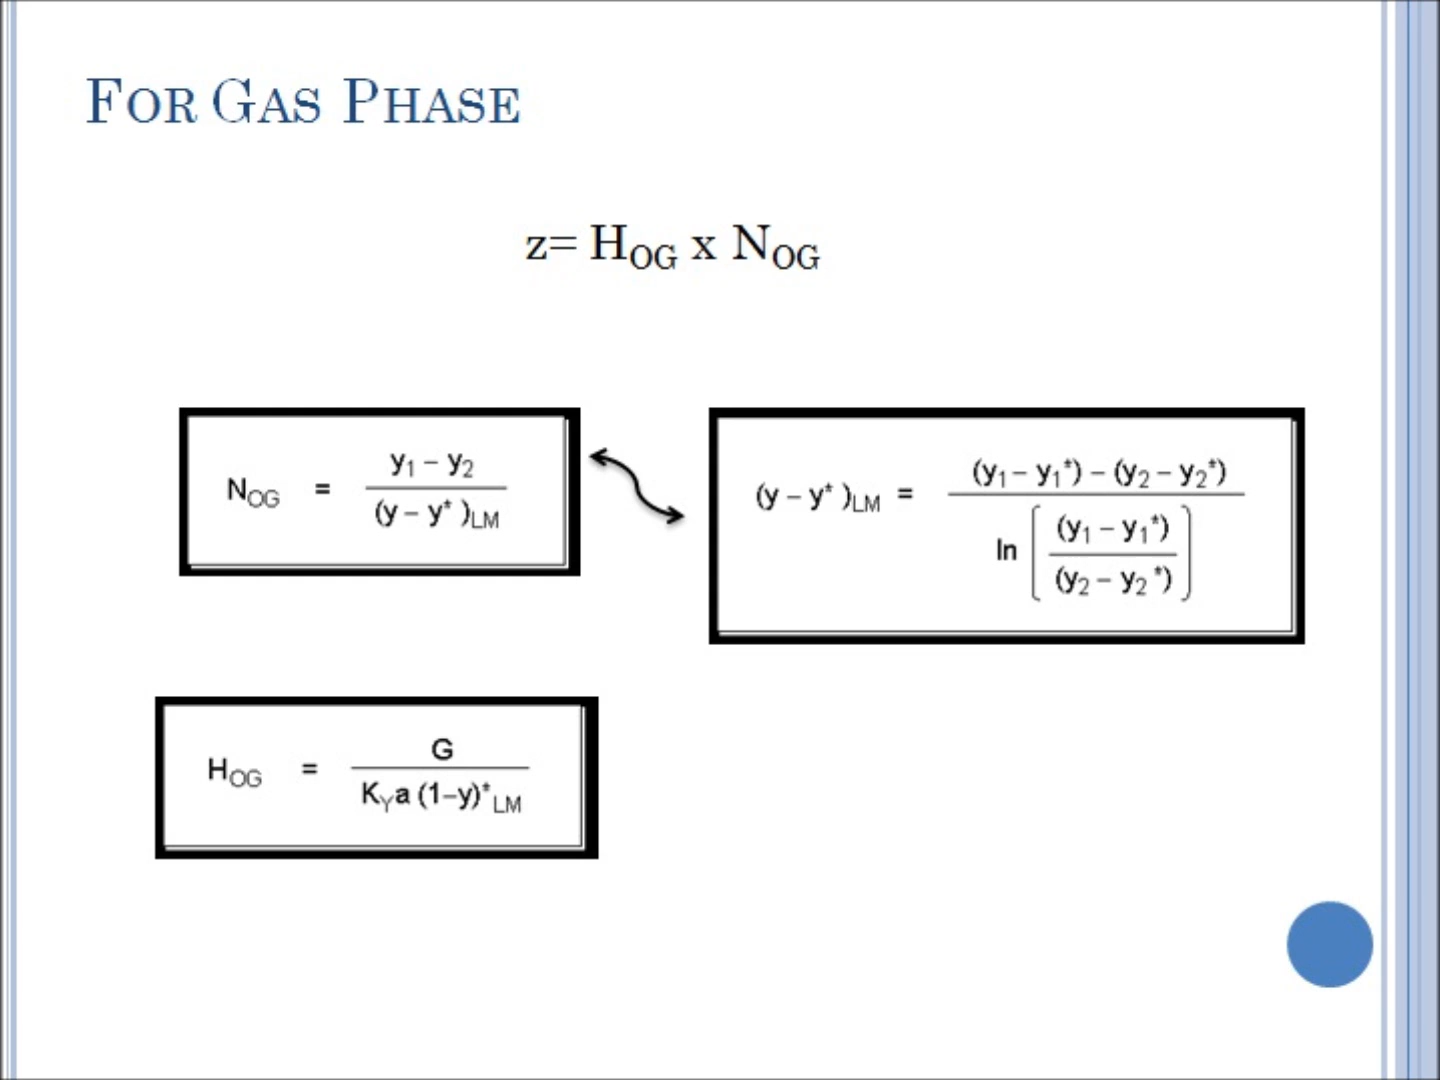 FOR GAS PHASE
z= H_OG x N_OG
N_OG = (y_1 – y_2) / (y – y*)_LM
(y – y*)_LM = ((y_1 – y_1*) – (y_2 – y_2*)) / ln [(y_1 – y_1*) / (y_2 – y_2*)]
H_OG = G / (K_Y a (1–y)*_LM)